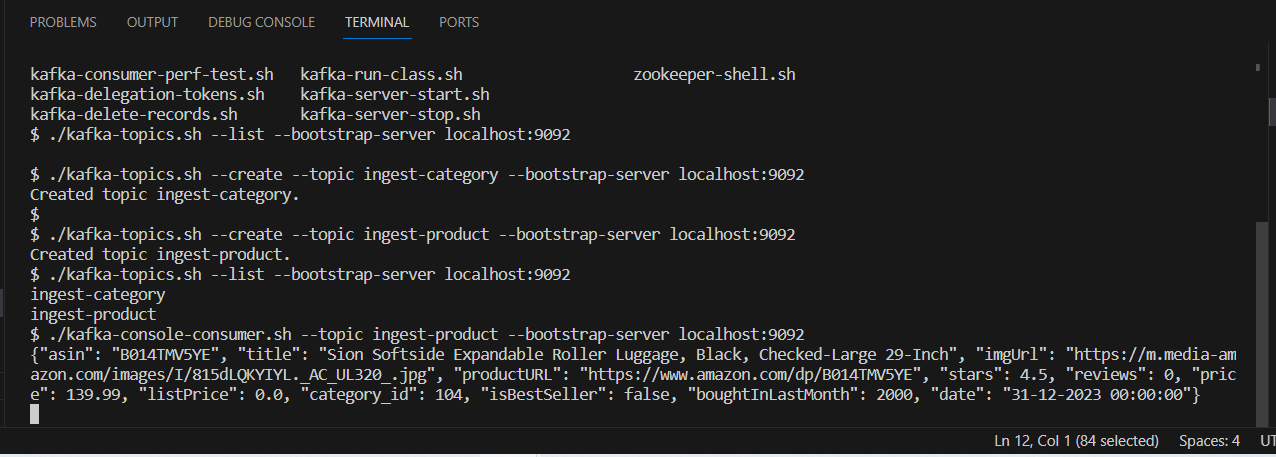 PROBLEMS OUTPUT DEBUG CONSOLE TERMINAL PORTS
kafka-consumer-perf-test.sh kafka-run-class.sh zookeeper-shell.sh
kafka-delegation-tokens.sh kafka-server-start.sh
kafka-delete-records.sh kafka-server-stop.sh
$ ./kafka-topics.sh --list --bootstrap-server localhost:9092
$ ./kafka-topics.sh --create --topic ingest-category --bootstrap-server localhost:9092
Created topic ingest-category.
$
$ ./kafka-topics.sh --create --topic ingest-product --bootstrap-server localhost:9092
Created topic ingest-product.
$ ./kafka-topics.sh --list --bootstrap-server localhost:9092
ingest-category
ingest-product
$ ./kafka-console-consumer.sh --topic ingest-product --bootstrap-server localhost:9092
{"asin": "B014TMV5YE", "title": "Sion Softside Expandable Roller Luggage, Black, Checked-Large 29-Inch", "imgUrl": "https://m.media-am
azon.com/images/I/815dLQKYIYL._AC_UL320_.jpg", "productURL": "https://www.amazon.com/dp/B014TMV5YE", "stars": 4.5, "reviews": 0, "pric
e": 139.99, "listPrice": 0.0, "category_id": 104, "isBestSeller": false, "boughtInLastMonth": 2000, "date": "31-12-2023 00:00:00"}
Ln 12, Col 1 (84 selected) Spaces: 4 UT